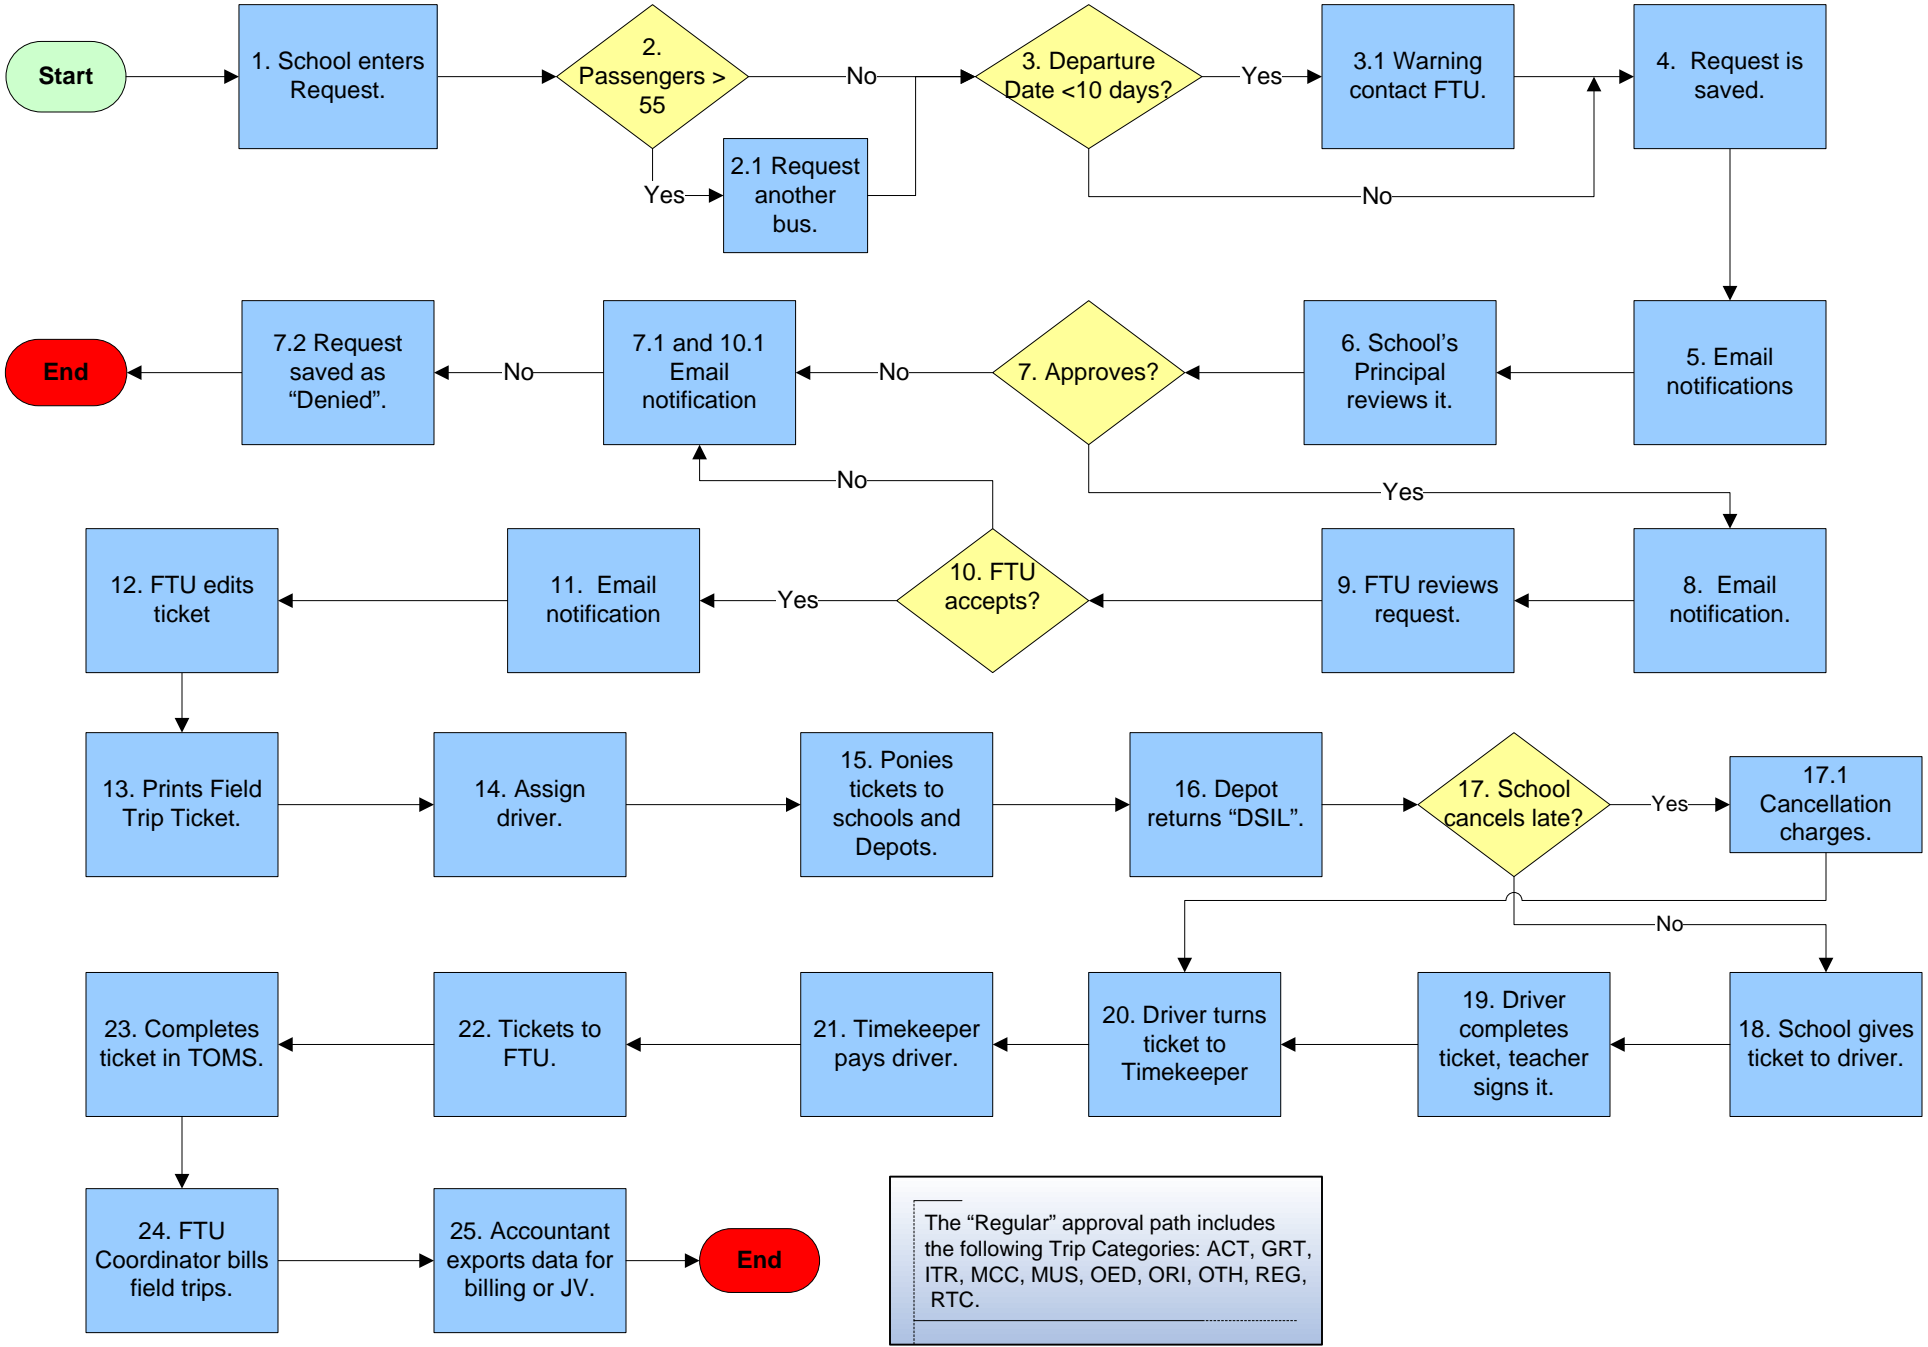 Start
1. School enters
Request.
2.
Passengers >
55
No
Yes
2.1 Request
another
bus.
3. Departure
Date <10 days?
Yes
No
3.1 Warning
contact FTU.
4.  Request is
saved.
5. Email
notifications
6. School’s
Principal
reviews it.
7. Approves?
No
Yes
7.1 and 10.1
Email
notification
No
7.2 Request
saved as
“Denied”.
End
8.  Email
notification.
9. FTU reviews
request.
10. FTU
accepts?
No
Yes
11.  Email
notification
12. FTU edits
ticket
13. Prints Field
Trip Ticket.
14. Assign
driver.
15. Ponies
tickets to
schools and
Depots.
16. Depot
returns “DSIL”.
17. School
cancels late?
Yes
No
17.1
Cancellation
charges.
18. School gives
ticket to driver.
19. Driver
completes
ticket, teacher
signs it.
20. Driver turns
ticket to
Timekeeper
21. Timekeeper
pays driver.
22. Tickets to
FTU.
23. Completes
ticket in TOMS.
24. FTU
Coordinator bills
field trips.
25. Accountant
exports data for
billing or JV.
End
The “Regular” approval path includes
the following Trip Categories: ACT, GRT,
ITR, MCC, MUS, OED, ORI, OTH, REG,
RTC.